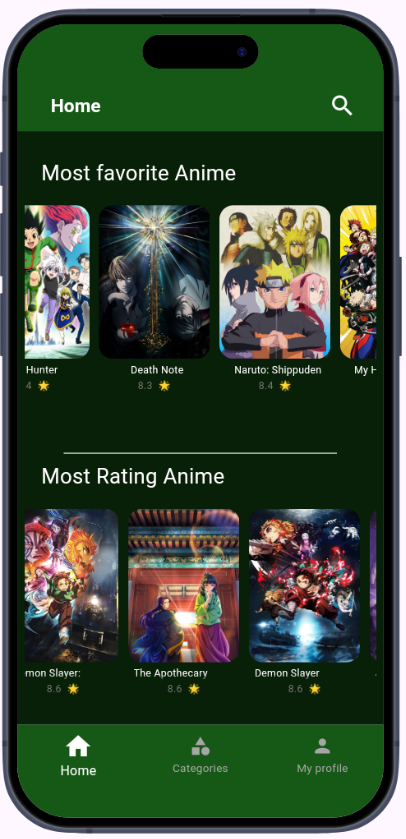 Home
Most favorite Anime
Hunter
Death Note
Naruto: Shippuden
My H
4
8.3
8.4
Most Rating Anime
mon Slayer:
The Apothecary
Demon Slayer
8.6
8.6
8.6
Home
Categories
My profile